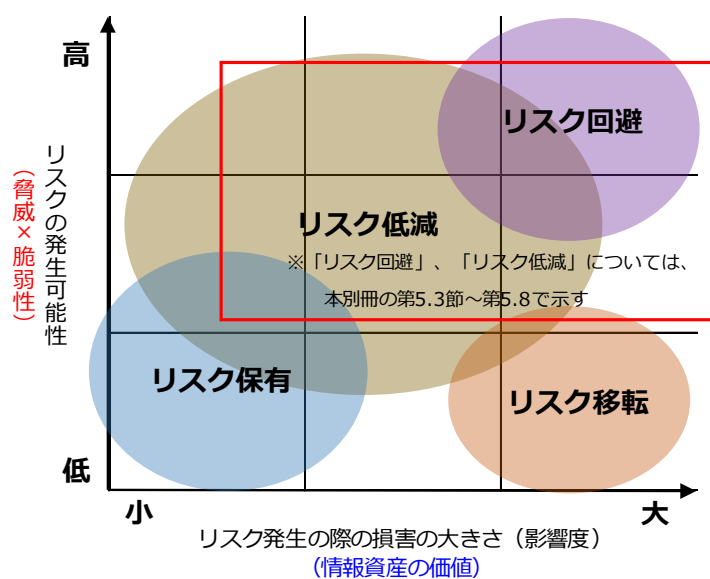 高
リスクの発生可能性
（脅威×脆弱性）
低
リスク回避
リスク低減
※「リスク回避」、「リスク低減」については、
本別冊の第5.3節～第5.8で示す
リスク保有
リスク移転
小
大
リスク発生の際の損害の大きさ（影響度）
（情報資産の価値）